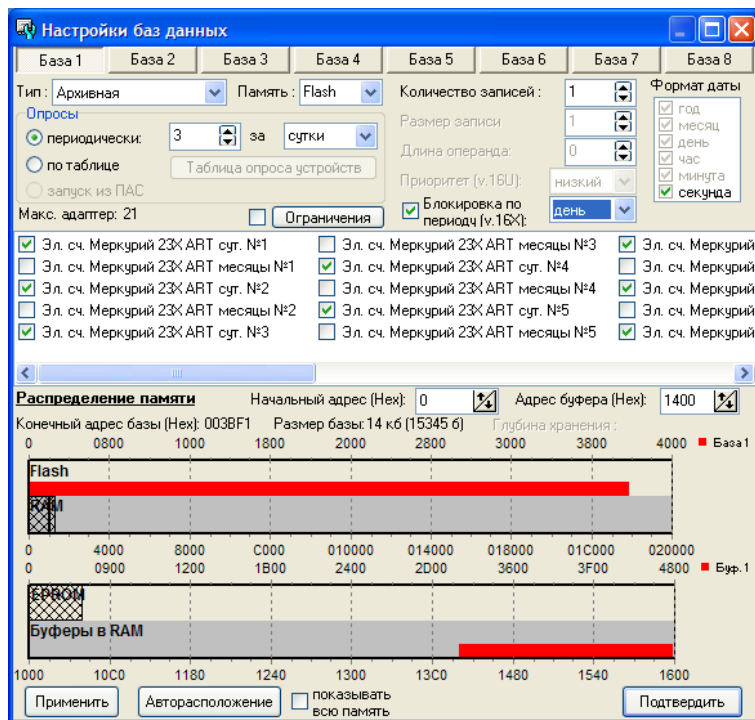 Настройки баз данных
База 1 База 2 База 3 База 4 База 5 База 6 База 7 База 8
Тип : Архивная Память : Flash Количество записей : 1 Формат даты
Опросы
периодически: 3 за сутки
Размер записи 1
год
месяц
день
час
минута
секунда
по таблице Таблица опроса устройств
Длина операнда: 0
запуск из ПАС
Приоритет (v.16U): низкий
Макс. адаптер: 21 Ограничения
Блокировка по периоду (v.16X): день
Эл. сч. Меркурий 23X ART сут. №1 Эл. сч. Меркурий 23X ART месяцы №3 Эл. сч. Меркурий
Эл. сч. Меркурий 23X ART месяцы №1 Эл. сч. Меркурий 23X ART сут. №4 Эл. сч. Меркурий
Эл. сч. Меркурий 23X ART сут. №2 Эл. сч. Меркурий 23X ART месяцы №4 Эл. сч. Меркурий
Эл. сч. Меркурий 23X ART месяцы №2 Эл. сч. Меркурий 23X ART сут. №5 Эл. сч. Меркурий
Эл. сч. Меркурий 23X ART сут. №3 Эл. сч. Меркурий 23X ART месяцы №5 Эл. сч. Меркурий
Распределение памяти Начальный адрес (Hex): 0 Адрес буфера (Hex): 1400
Конечный адрес базы (Hex): 003BF1 Размер базы: 14 кб (15345 б) Глубина хранения :
0 0800 1000 1800 2000 2800 3000 3800 4000 База 1
Flash
RAM
0 4000 8000 C000 010000 014000 018000 01C000 020000
0 0900 1200 1B00 2400 2D00 3600 3F00 4800 Буф. 1
EPROM
Буферы в RAM
1000 10C0 1180 1240 1300 13C0 1480 1540 1600
Применить Авторасположение показывать всю память Подтвердить